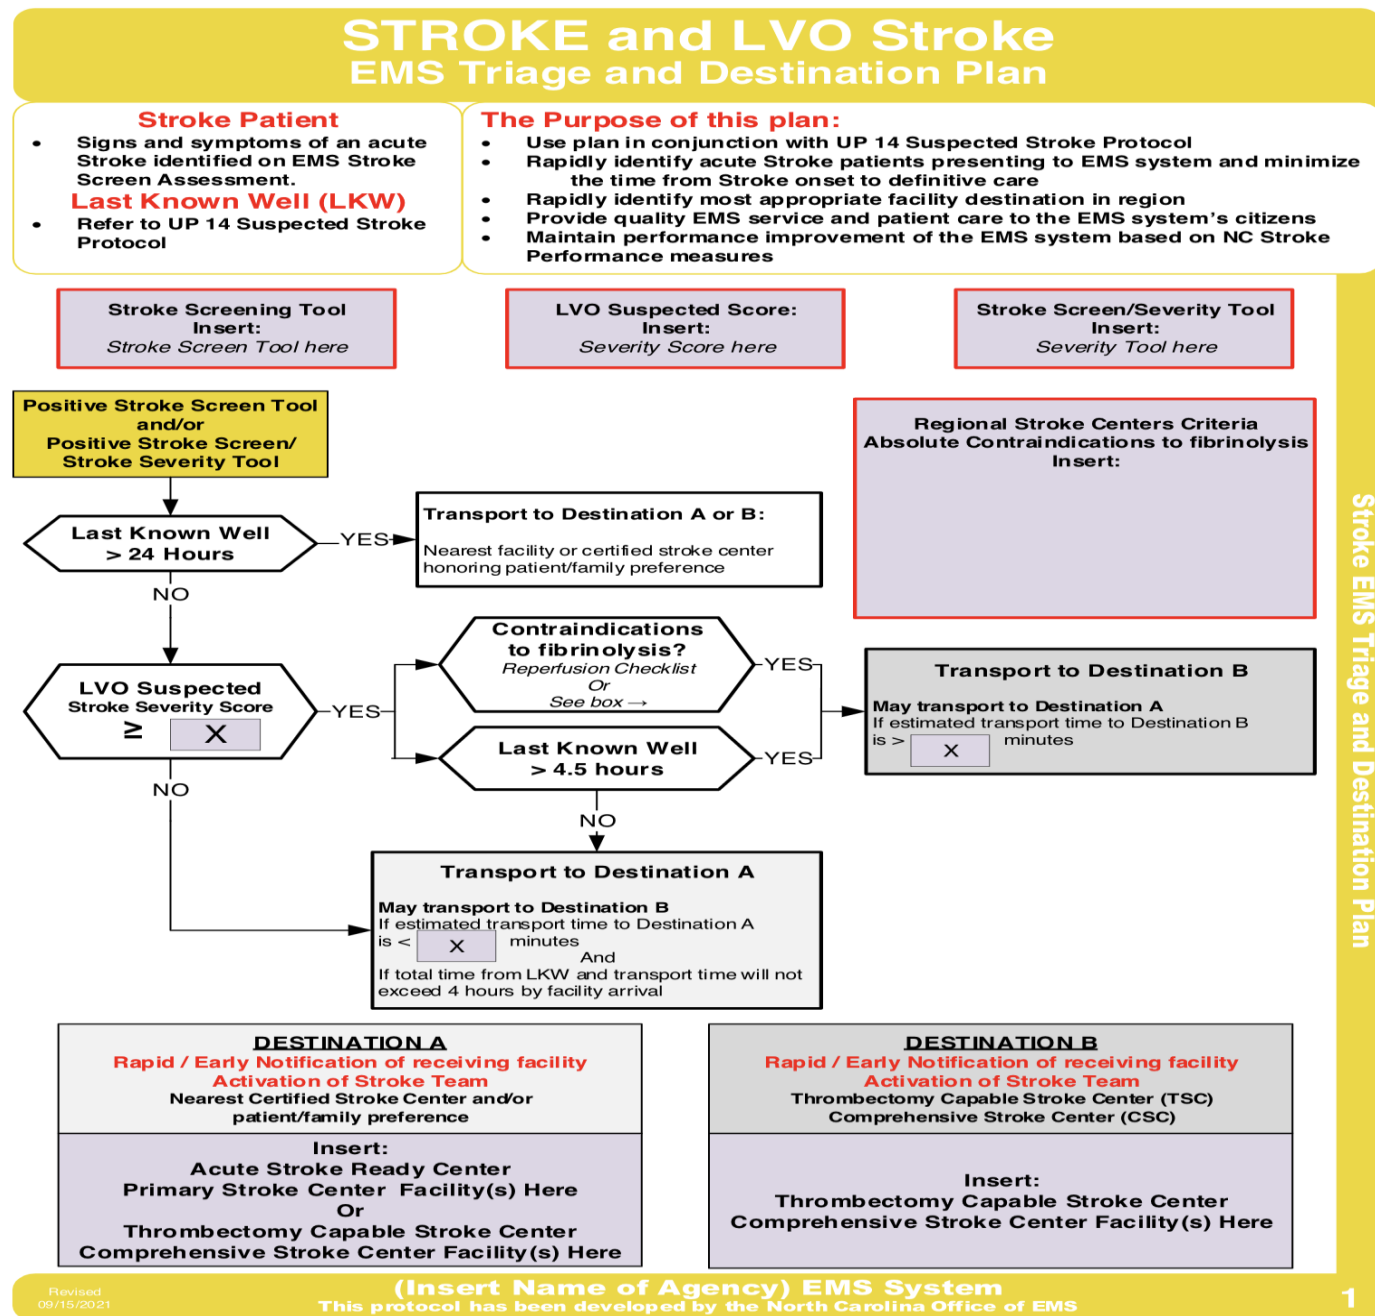 STROKE and LVO Stroke
EMS Triage and Destination Plan
Stroke Patient
• Signs and symptoms of an acute
Stroke identified on EMS Stroke
Screen Assessment.
Last Known Well (LKW)
• Refer to UP 14 Suspected Stroke
Protocol
The Purpose of this plan:
• Use plan in conjunction with UP 14 Suspected Stroke Protocol
• Rapidly identify acute Stroke patients presenting to EMS system and minimize
the time from Stroke onset to definitive care
• Rapidly identify most appropriate facility destination in region
• Provide quality EMS service and patient care to the EMS system's citizens
• Maintain performance improvement of the EMS system based on NC Stroke
Performance measures
Stroke Screening Tool
Insert:
Stroke Screen Tool here
LVO Suspected Score:
Insert:
Severity Score here
Stroke Screen/Severity Tool
Insert:
Severity Tool here
Positive Stroke Screen Tool
and/or
Positive Stroke Screen/
Stroke Severity Tool
Regional Stroke Centers Criteria
Absolute Contraindications to fibrinolysis
Insert:
Last Known Well
> 24 Hours
YES
Transport to Destination A or B:
Nearest facility or certified stroke center
honoring patient/family preference
NO
LVO Suspected
Stroke Severity Score
≥ X
YES
Contraindications
to fibrinolysis?
Reperfusion Checklist
Or
See box →
YES
Last Known Well
> 4.5 hours
YES
Transport to Destination B
May transport to Destination A
If estimated transport time to Destination B
is > X minutes
NO
NO
Transport to Destination A
May transport to Destination B
If estimated transport time to Destination A
is < X minutes
And
If total time from LKW and transport time will not
exceed 4 hours by facility arrival
DESTINATION A
Rapid / Early Notification of receiving facility
Activation of Stroke Team
Nearest Certified Stroke Center and/or
patient/family preference
Insert:
Acute Stroke Ready Center
Primary Stroke Center Facility(s) Here
Or
Thrombectomy Capable Stroke Center
Comprehensive Stroke Center Facility(s) Here
DESTINATION B
Rapid / Early Notification of receiving facility
Activation of Stroke Team
Thrombectomy Capable Stroke Center (TSC)
Comprehensive Stroke Center (CSC)
Insert:
Thrombectomy Capable Stroke Center
Comprehensive Stroke Center Facility(s) Here
Stroke EMS Triage and Destination Plan
Revised
09/15/2021
(Insert Name of Agency) EMS System
This protocol has been developed by the North Carolina Office of EMS
1